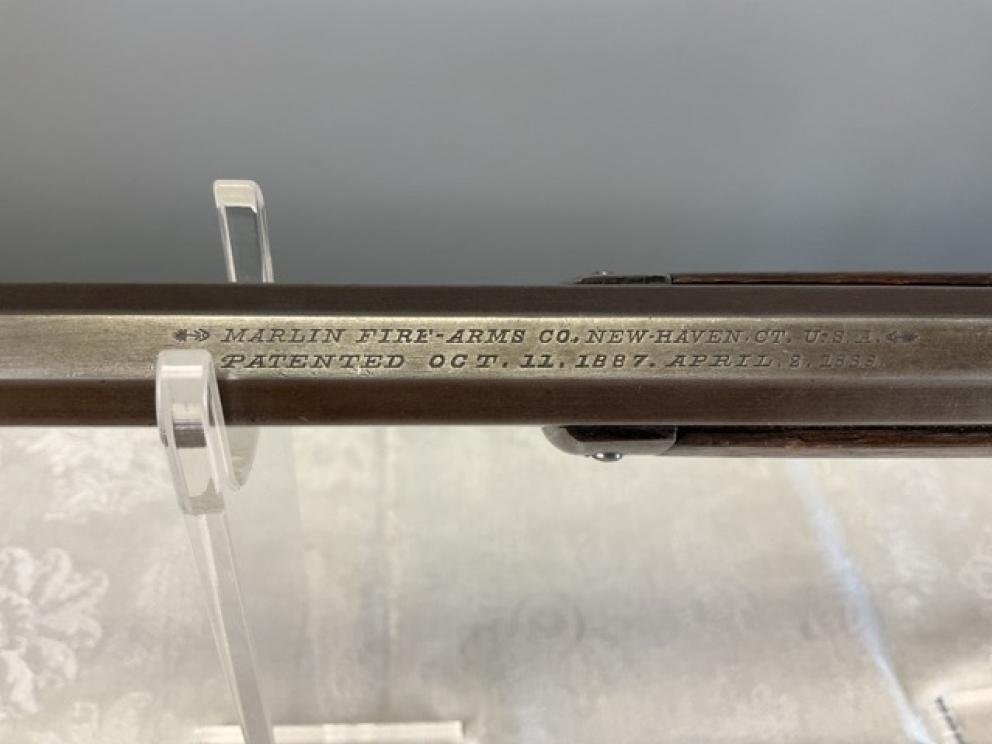 MARLIN FIRE-ARMS CO., NEW-HAVEN.CT. U.S.A.
PATENTED OCT. 11. 1887. APRIL. 2. 1889.